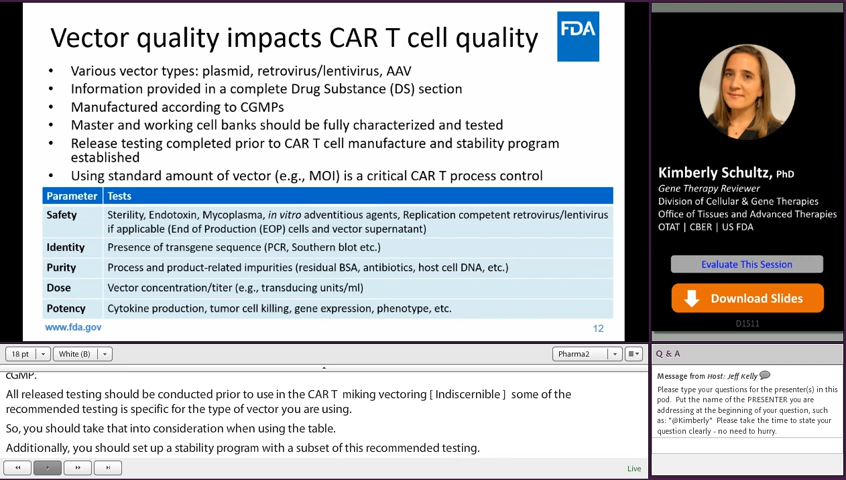 Vector quality impacts CAR T cell quality
FDA
• Various vector types: plasmid, retrovirus/lentivirus, AAV
• Information provided in a complete Drug Substance (DS) section
• Manufactured according to CGMPs
• Master and working cell banks should be fully characterized and tested
• Release testing completed prior to CAR T cell manufacture and stability program
established
• Using standard amount of vector (e.g., MOI) is a critical CAR T process control
Parameter Tests
Safety Sterility, Endotoxin, Mycoplasma, in vitro adventitious agents, Replication competent retrovirus/lentivirus
if applicable (End of Production (EOP) cells and vector supernatant)
Identity Presence of transgene sequence (PCR, Southern blot etc.)
Purity Process and product-related impurities (residual BSA, antibiotics, host cell DNA, etc.)
Dose Vector concentration/titer (e.g., transducing units/ml)
Potency Cytokine production, tumor cell killing, gene expression, phenotype, etc.
www.fda.gov 12
18 pt White (B) Pharma2
CGMP.
All released testing should be conducted prior to use in the CAR T miking vectoring [ Indiscernible ] some of the
recommended testing is specific for the type of vector you are using.
So, you should take that into consideration when using the table.
Additionally, you should set up a stability program with a subset of this recommended testing.
Live
Kimberly Schultz, PhD
Gene Therapy Reviewer
Division of Cellular & Gene Therapies
Office of Tissues and Advanced Therapies
OTAT | CBER | US FDA
Evaluate This Session
Download Slides
D1511
Q & A
Message from Host: Jeff Kelly
Please type your questions for the presenter(s) in this
pod. Put the name of the PRESENTER you are
addressing at the beginning of your question, such
as: "@Kimberly" Please take the time to state your
question clearly - no need to hurry.